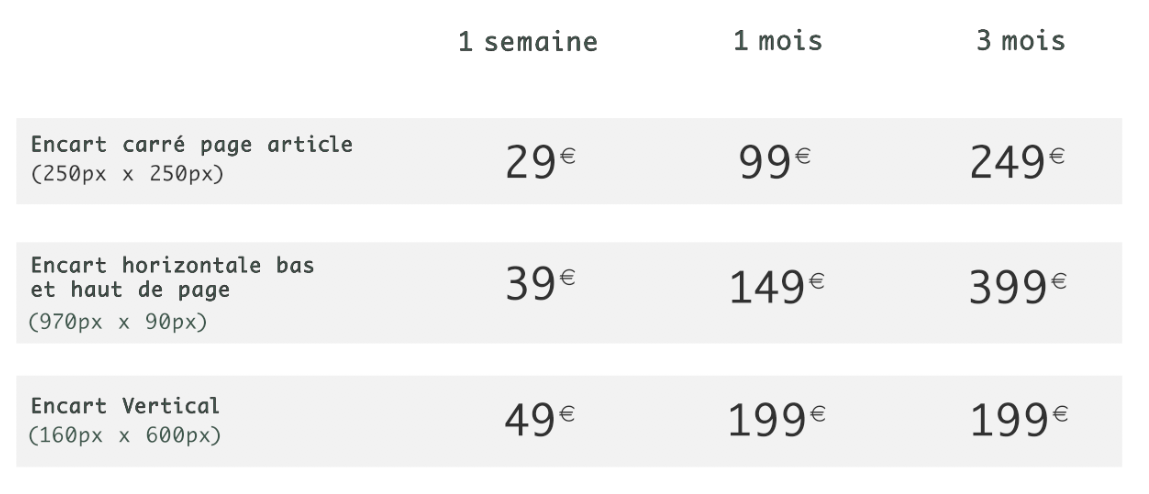 1 semaine 1 mois 3 mois
Encart carré page article
(250px x 250px)
29€ 99€ 249€
Encart horizontale bas
et haut de page
(970px x 90px)
39€ 149€ 399€
Encart Vertical
(160px x 600px)
49€ 199€ 199€